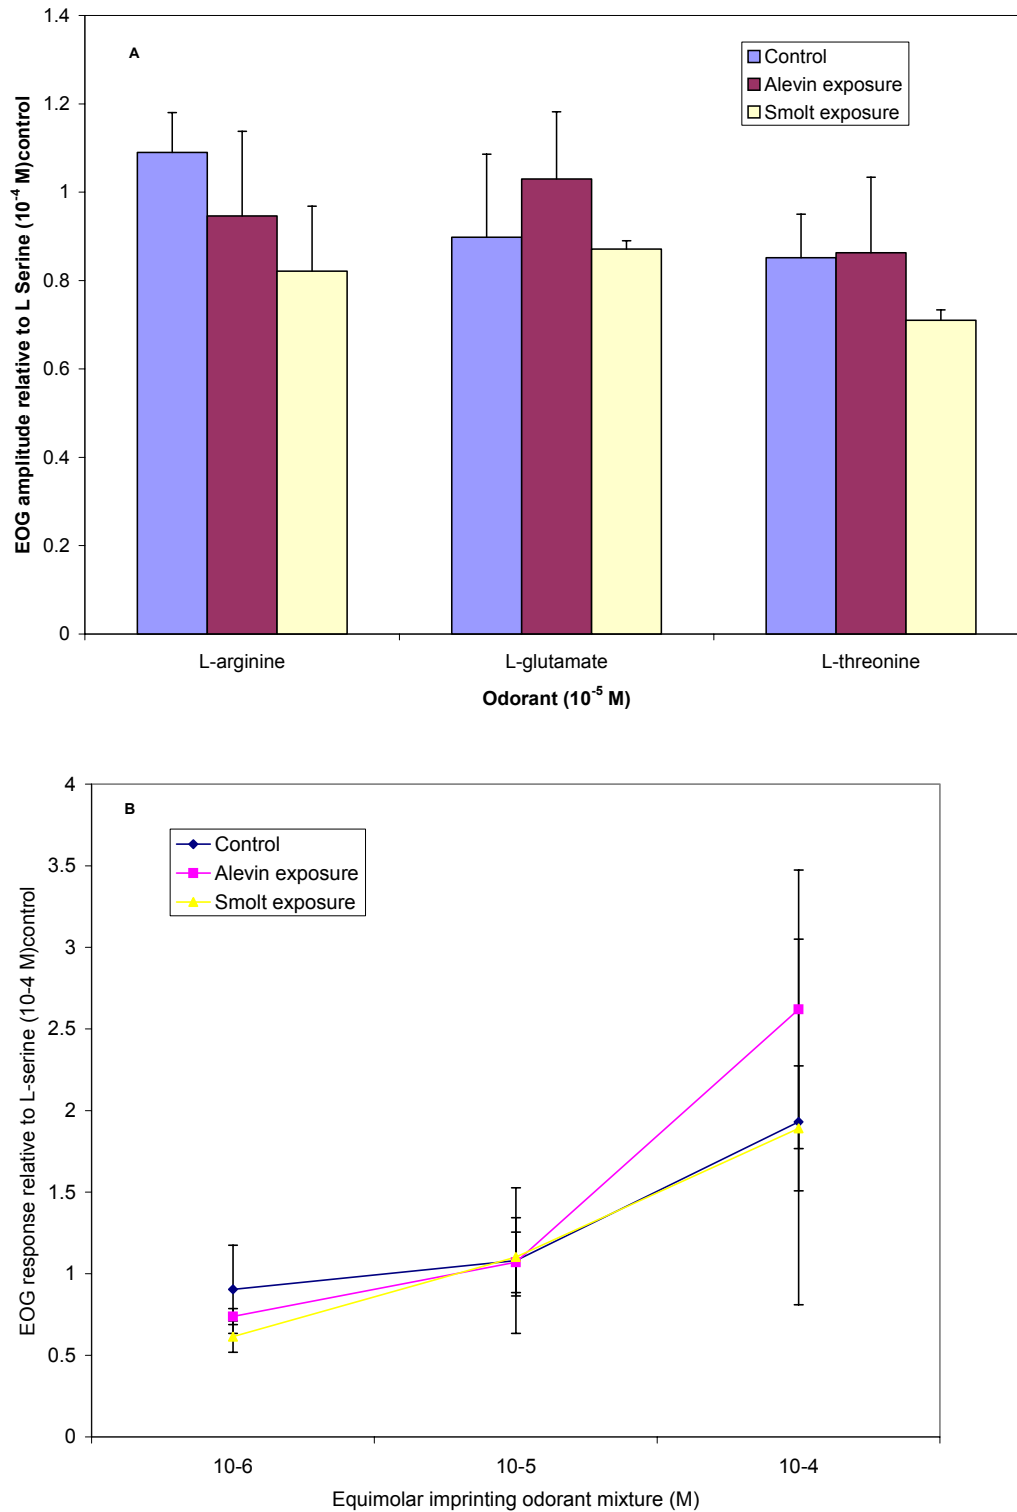 A
Control
Alevin exposure
Smolt exposure
EOG amplitude relative to L Serine (10-4 M)control
1.4
1.2
1
0.8
0.6
0.4
0.2
0
L-arginine L-glutamate L-threonine
Odorant (10-5 M)
B
Control
Alevin exposure
Smolt exposure
EOG response relative to L-serine (10-4 M)control
4
3.5
3
2.5
2
1.5
1
0.5
0
10-6 10-5 10-4
Equimolar imprinting odorant mixture (M)